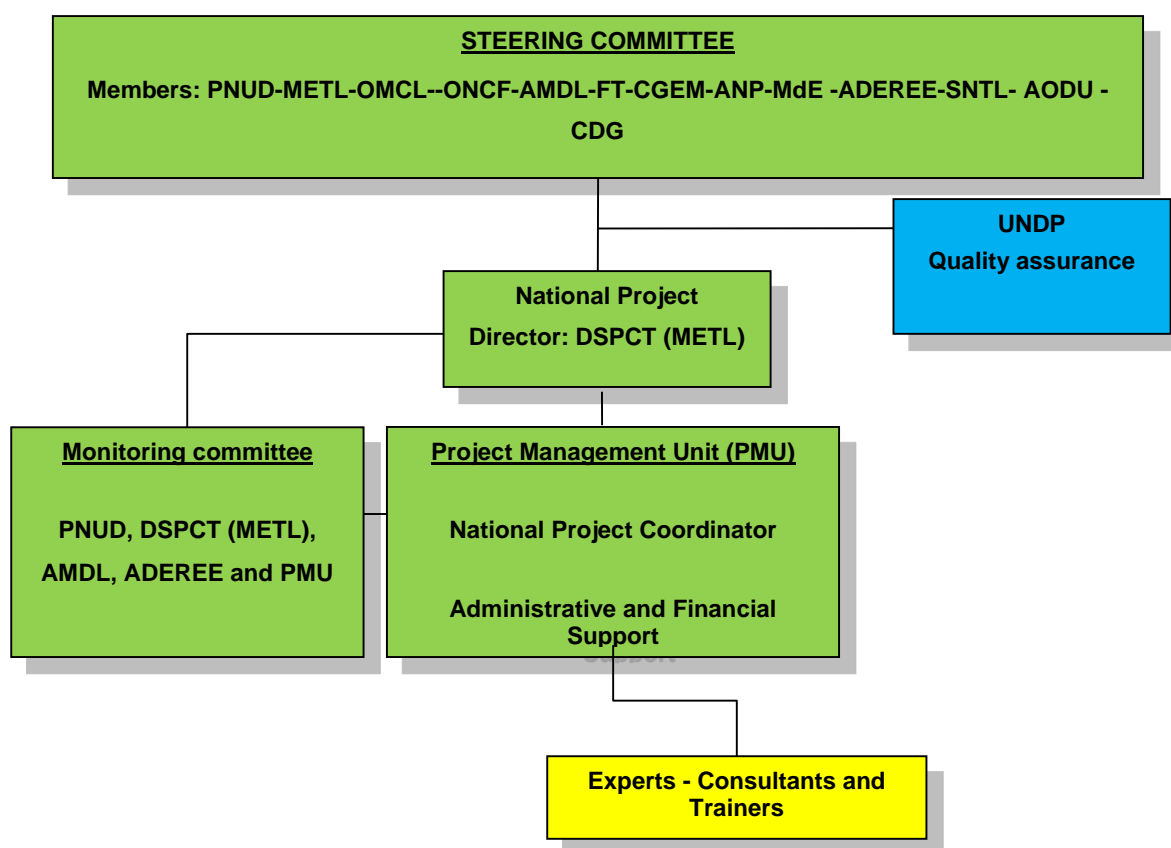 STEERING COMMITTEE
Members: PNUD-METL-OMCL--ONCF-AMDL-FT-CGEM-ANP-MdE -ADEREE-SNTL- AODU -
CDG
UNDP
Quality assurance
National Project
Director: DSPCT (METL)
Monitoring committee
PNUD, DSPCT (METL),
AMDL, ADEREE and PMU
Project Management Unit (PMU)
National Project Coordinator
Administrative and Financial
Support
Experts - Consultants and
Trainers